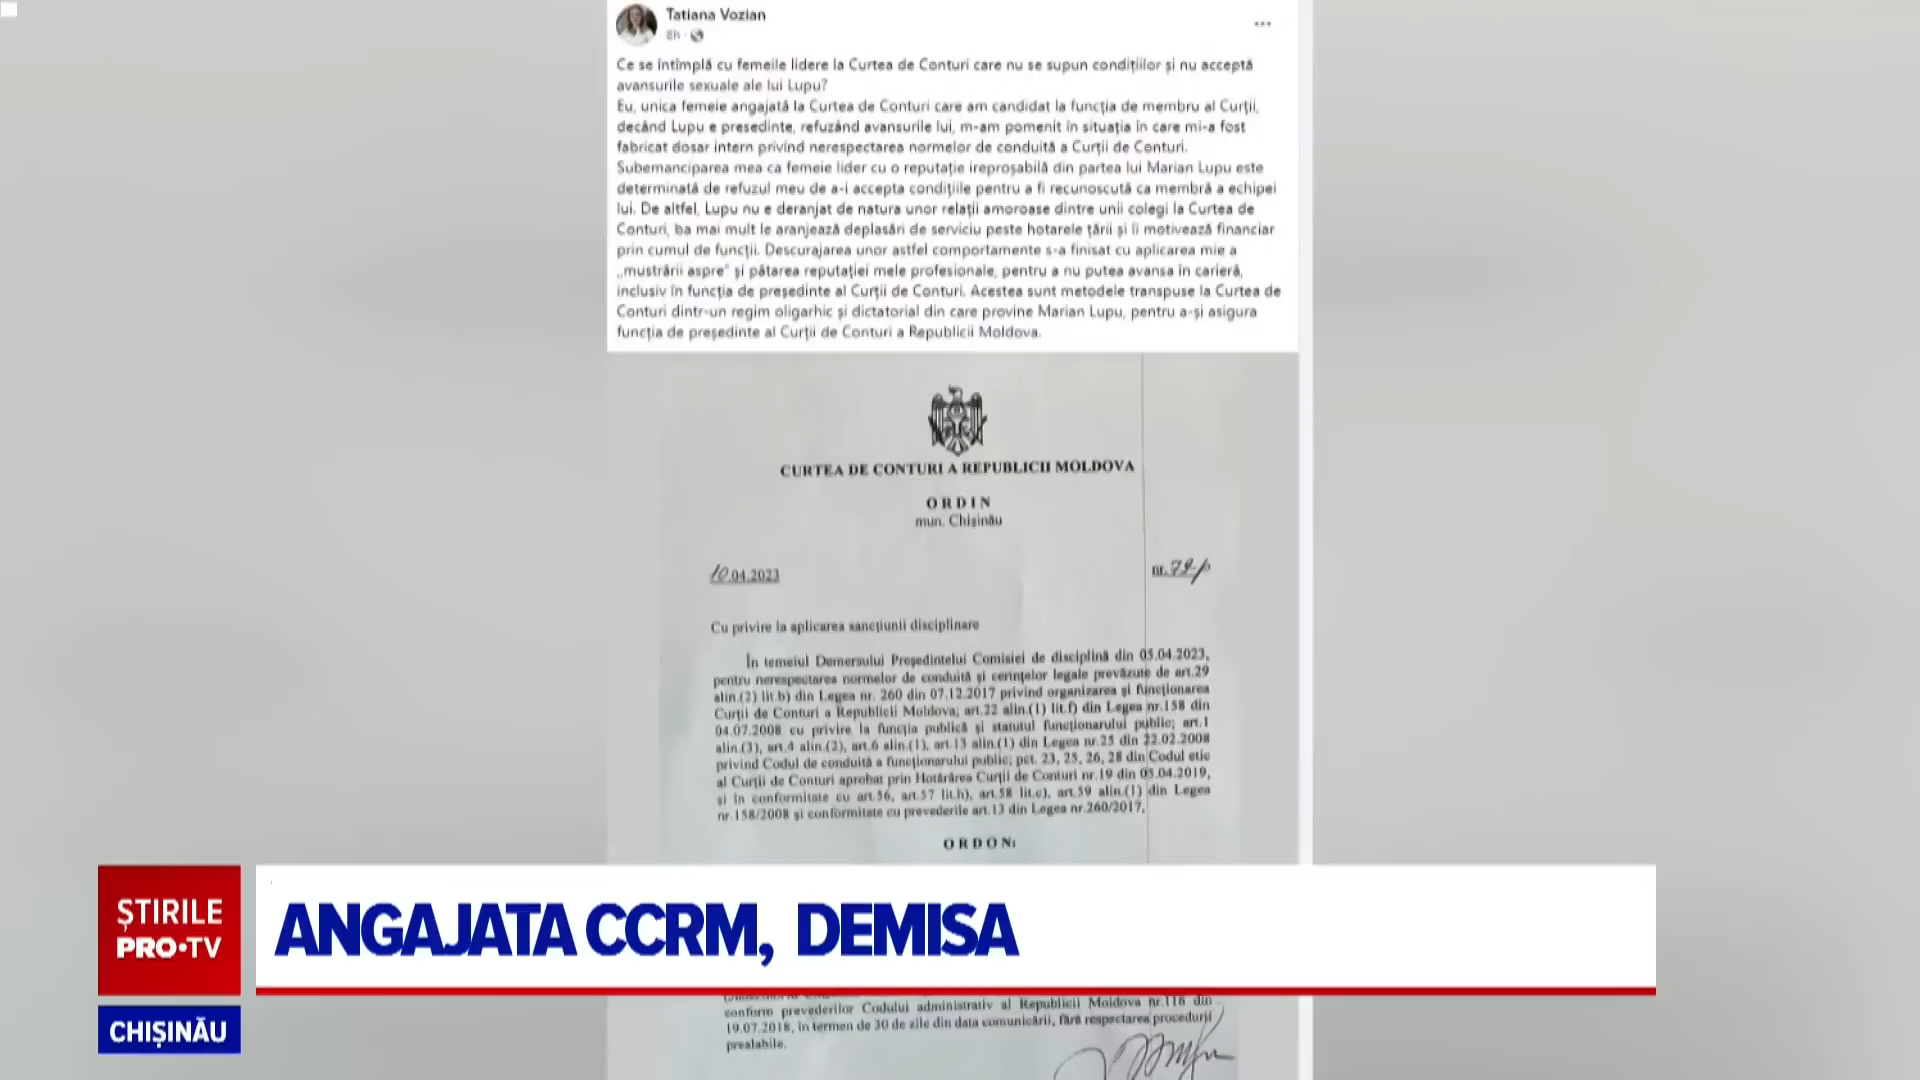 Tatiana Vozian
8h
Ce se întîmplă cu femeile lidere la Curtea de Conturi care nu se supun condițiilor și nu acceptă
avansurile sexuale ale lui Lupu?
Eu, unica femeie angajată la Curtea de Conturi care am candidat la funcția de membru al Curții,
decând Lupu e presedinte, refuzând avansurile lui, m-am pomenit în situația în care mi-a fost
fabricat dosar intern privind nerespectarea normelor de conduită a Curții de Conturi.
Subemanciparea mea ca femeie lider cu o reputație ireproșabilă din partea lui Marian Lupu este
determinată de refuzul meu de a-i accepta condițiile pentru a fi recunoscută ca membră a echipei
lui. De altfel, Lupu nu e deranjat de natura unor relații amoroase dintre unii colegi la Curtea de
Conturi, ba mai mult le aranjează deplasări de serviciu peste hotarele țării și îi motivează financiar
prin cumul de funcții. Descurajarea unor astfel comportamente s-a finisat cu aplicarea mie a
„mustrării aspre” și pătarea reputației mele profesionale, pentru a nu putea avansa în carieră,
inclusiv în funcția de președinte al Curții de Conturi. Acestea sunt metodele transpuse la Curtea de
Conturi dintr-un regim oligarhic și dictatorial din care provine Marian Lupu, pentru a-și asigura
funcția de președinte al Curții de Conturi a Republicii Moldova.
CURTEA DE CONTURI A REPUBLICII MOLDOVA
ORDIN
mun. Chișinău
10.04.2023 nr. 79-p
Cu privire la aplicarea sancțiunii disciplinare
În temeiul Demersului Președintelui Comisiei de disciplină din 05.04.2023,
pentru nerespectarea normelor de conduită și cerințelor legale prevăzute de art.29
alin.(2) lit.b) din Legea nr. 260 din 07.12.2017 privind organizarea și funcționarea
Curții de Conturi a Republicii Moldova; art.22 alin.(1) lit.f) din Legea nr.158 din
04.07.2008 cu privire la funcția publică și statutul funcționarului public; art.1
alin.(3), art.4 alin.(2), art.6 alin.(1), art.13 alin.(1) din Legea nr.25 din 22.02.2008
privind Codul de conduită a funcționarului public; pct. 23, 25, 26, 28 din Codul etic
al Curții de Conturi aprobat prin Hotărârea Curții de Conturi nr.19 din 05.04.2019,
și în conformitate cu art.56, art.57 lit.h), art.58 lit.c), art.59 alin.(1) din Legea
nr.158/2008 și conformitate cu prevederile art.13 din Legea nr.260/2017,
ORDON:
ȘTIRILE
PRO•TV
CHIȘINĂU
ANGAJATA CCRM, DEMISA
conform prevederilor Codului administrativ al Republicii Moldova nr.116 din
19.07.2018, în termen de 30 de zile din data comunicării, fără respectarea procedurii
prealabile.